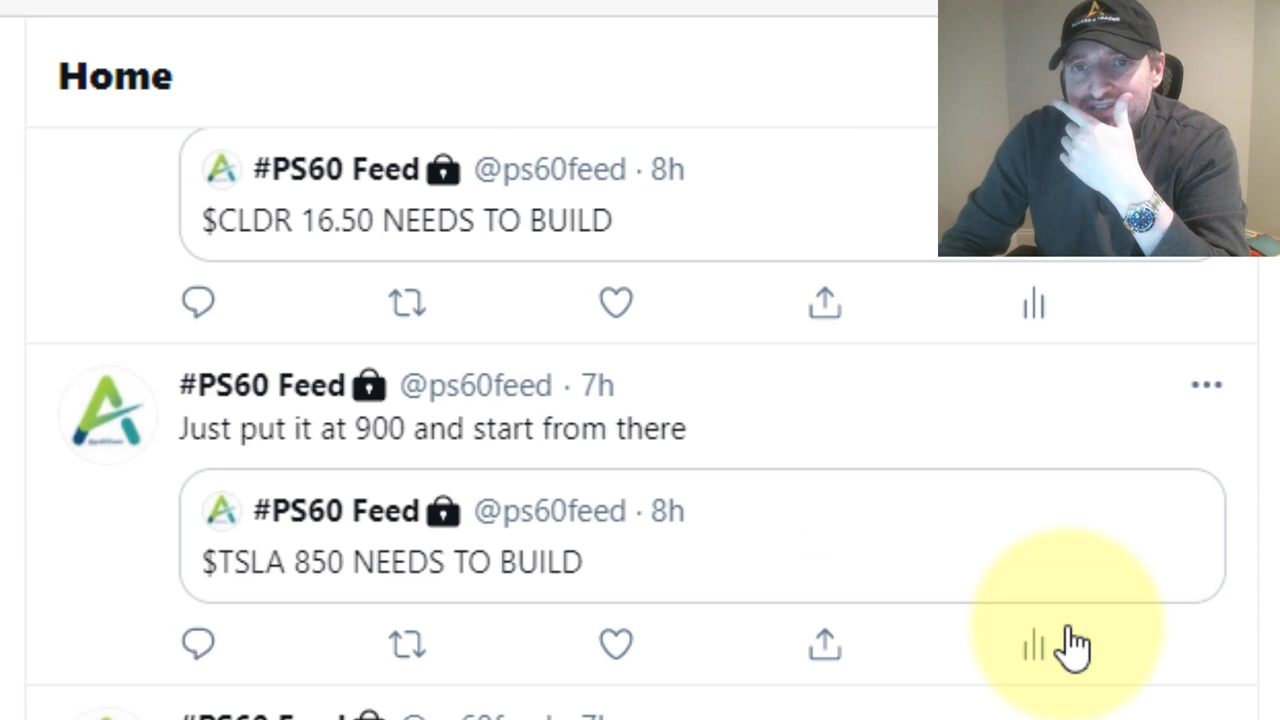 Home
#PS60 Feed @ps60feed · 8h
$CLDR 16.50 NEEDS TO BUILD
#PS60 Feed @ps60feed · 7h
Just put it at 900 and start from there
#PS60 Feed @ps60feed · 8h
$TSLA 850 NEEDS TO BUILD